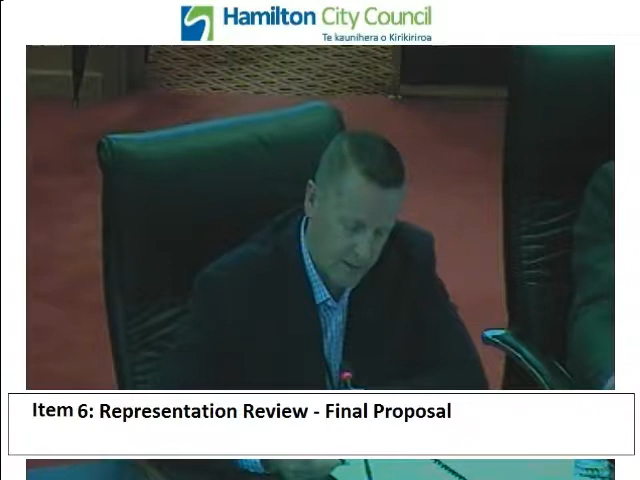 Hamilton City Council
Te kaunihera o Kirikiriroa
Item 6: Representation Review - Final Proposal